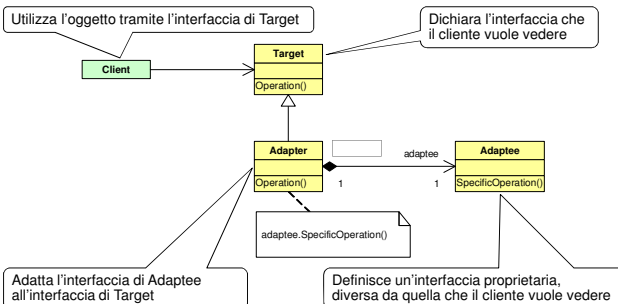 Utilizza l'oggetto tramite l'interfaccia di Target
Dichiara l'interfaccia che
il cliente vuole vedere
Target
Client
Operation()
Adapter
adaptee
Adaptee
Operation()
1
1
SpecificOperation()
adaptee.SpecificOperation()
Adatta l'interfaccia di Adaptee
all'interfaccia di Target
Definisce un'interfaccia proprietaria,
diversa da quella che il cliente vuole vedere